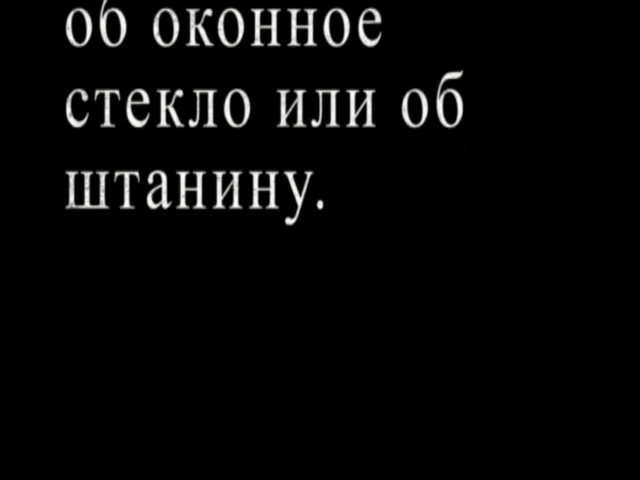 об оконное
стекло или об
штанину.